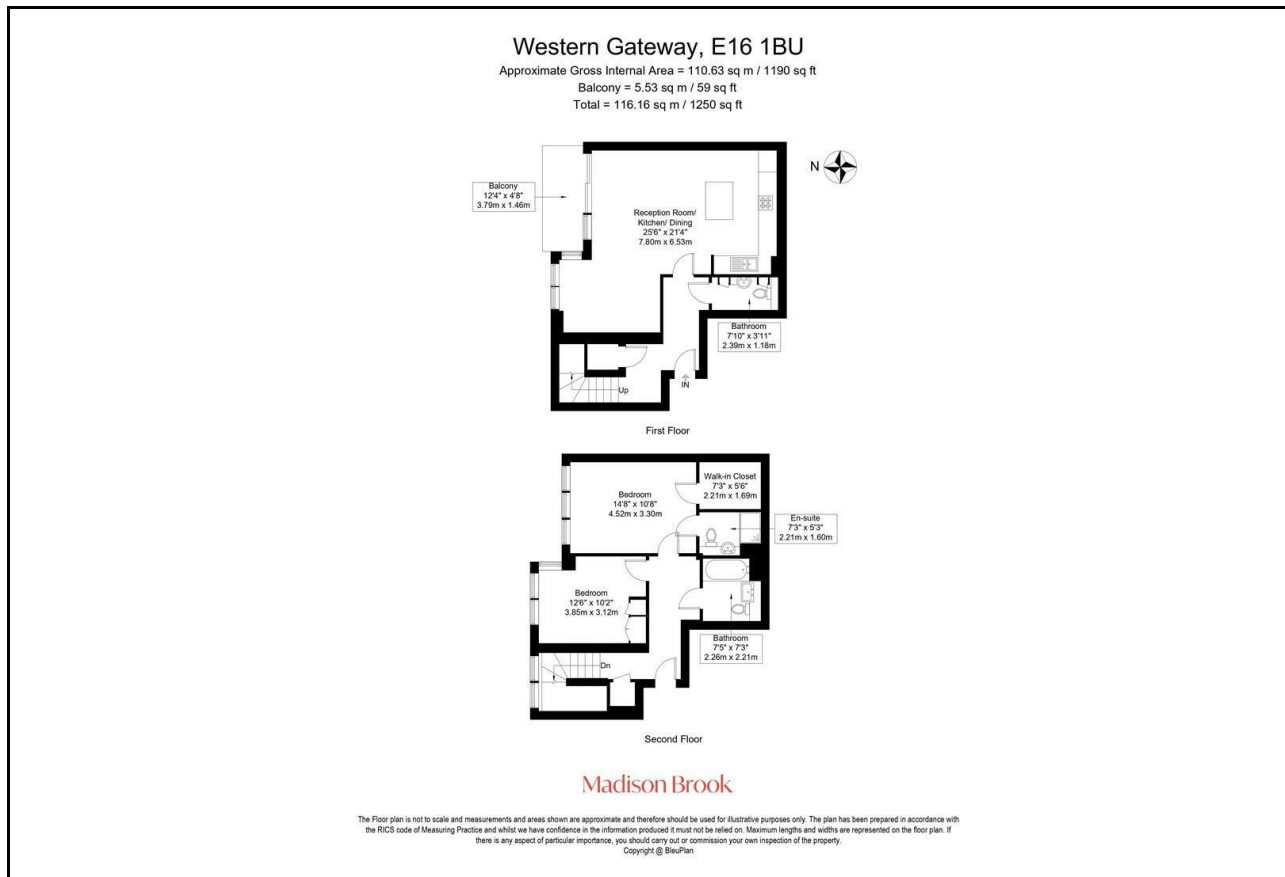 Western Gateway, E16 1BU
Approximate Gross Internal Area = 110.63 sq m / 1190 sq ft
Balcony = 5.53 sq m / 59 sq ft
Total = 116.16 sq m / 1250 sq ft
N
Balcony
12'4" x 4'8"
3.79m x 1.46m
Reception Room/
Kitchen/ Dining
25'6" x 21'4"
7.80m x 6.53m
Bathroom
7'10" x 3'11"
2.39m x 1.18m
Up
IN
First Floor
Bedroom
14'8" x 10'8"
4.52m x 3.30m
Walk-in Closet
7'3" x 5'6"
2.21m x 1.69m
En-suite
7'3" x 5'3"
2.21m x 1.60m
Bedroom
12'6" x 10'2"
3.85m x 3.12m
Bathroom
7'5" x 7'3"
2.26m x 2.21m
Dn
Second Floor
Madison Brook
The Floor plan is not to scale and measurements and areas shown are approximate and therefore should be used for illustrative purposes only. The plan has been prepared in accordance with
the RICS code of Measuring Practice and whilst we have confidence in the information produced it must not be relied on. Maximum lengths and widths are represented on the floor plan. If
there is any aspect of particular importance, you should carry out or commission your own inspection of the property.
Copyright @ BleuPlan